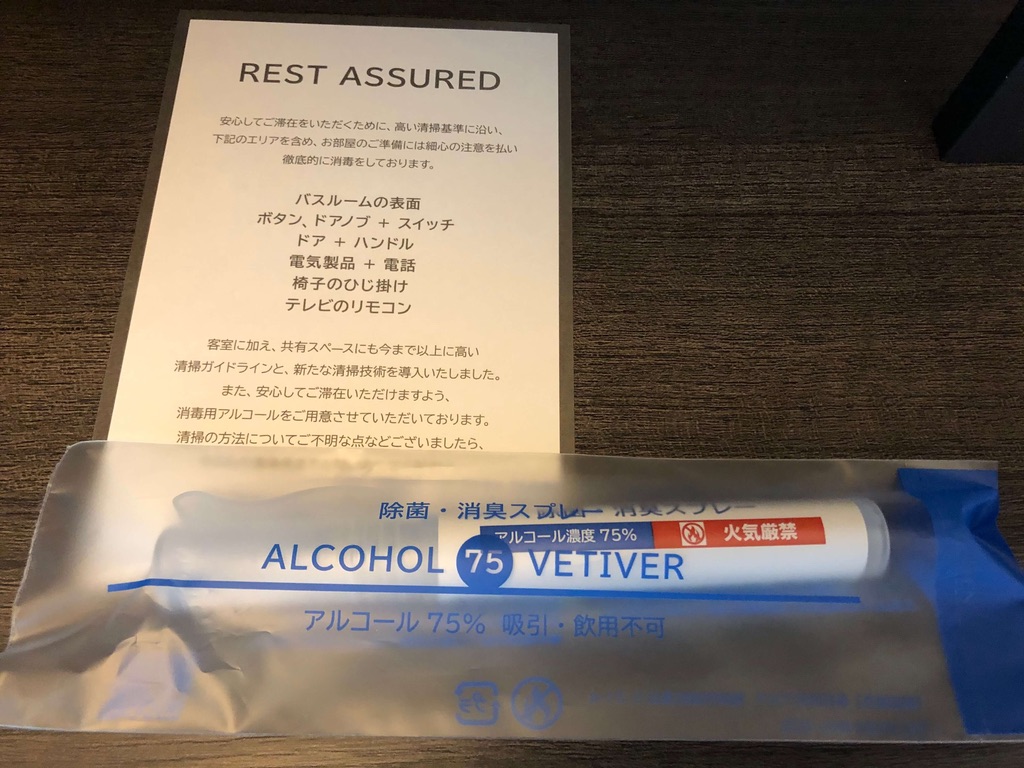 REST ASSURED
安心してご滞在をいただくために、高い清掃基準に沿い、
下記のエリアを含め、お部屋のご準備には細心の注意を払い
徹底的に消毒をしております。
バスルームの表面
ボタン、ドアノブ + スイッチ
ドア + ハンドル
電気製品 + 電話
椅子のひじ掛け
テレビのリモコン
客室に加え、共有スペースにも今まで以上に高い
清掃ガイドラインと、新たな清掃技術を導入いたしました。
また、安心してご滞在いただけますよう、
消毒用アルコールをご用意させていただいております。
清掃の方法についてご不明な点などございましたら、
除菌・消臭スプレー 消臭スプレー
アルコール濃度 75% 火気厳禁
ALCOHOL 75 VETIVER
アルコール 75% 吸引・飲用不可
プラ